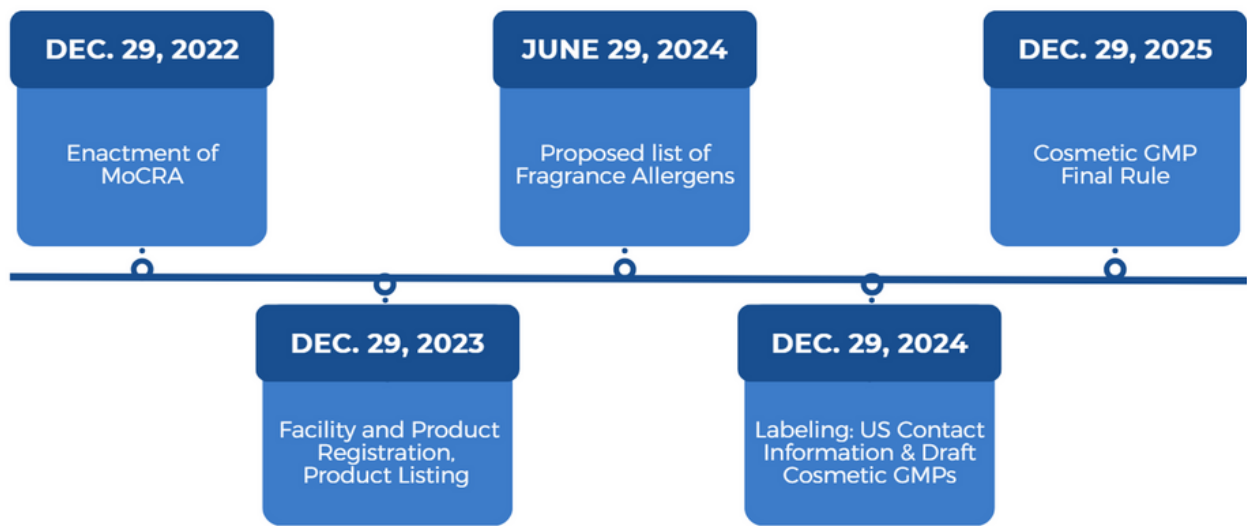 DEC. 29, 2022
Enactment of
MoCRA
DEC. 29, 2023
Facility and Product
Registration,
Product Listing
JUNE 29, 2024
Proposed list of
Fragrance Allergens
DEC. 29, 2024
Labeling: US Contact
Information & Draft
Cosmetic GMPs
DEC. 29, 2025
Cosmetic GMP
Final Rule